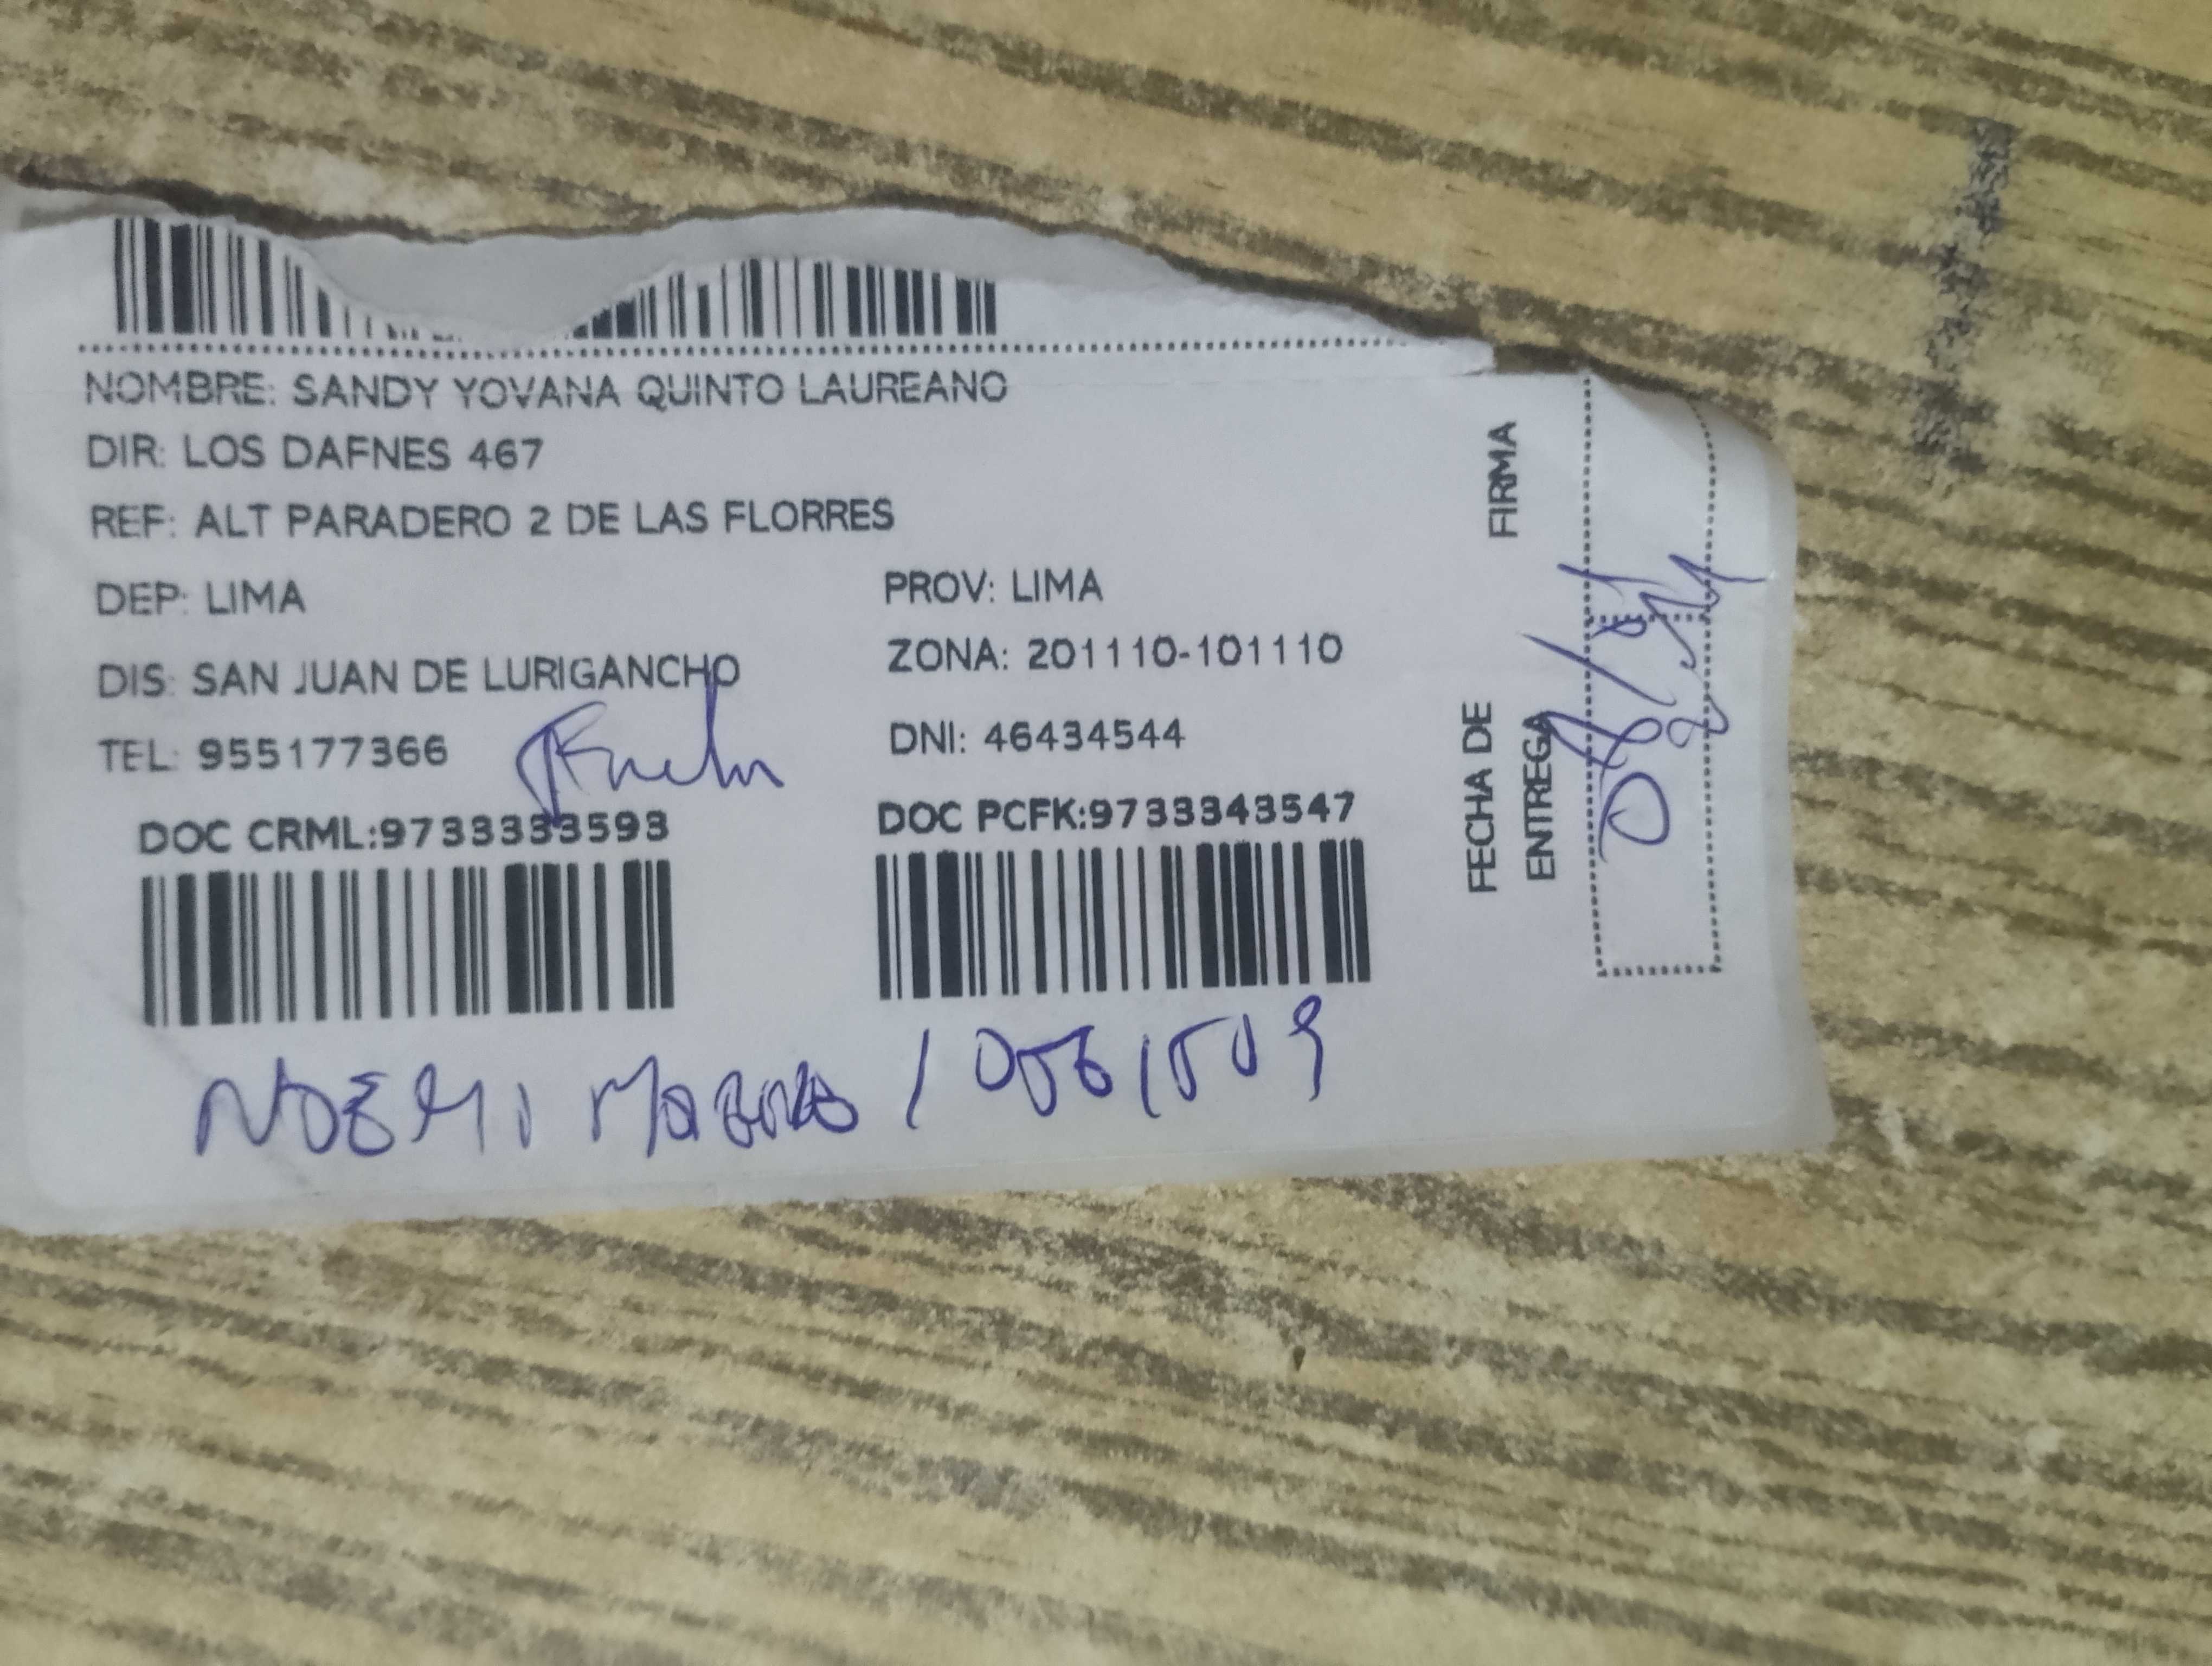 NOMBRE: SANDY YOVANA QUINTO LAUREANO
DIR: LOS DAFNES 467
REF: ALT PARADERO 2 DE LAS FLORRES
DEP: LIMA
PROV: LIMA
DIS: SAN JUAN DE LURIGANCHO
ZONA: 201110-101110
TEL: 955177366
DNI: 46434544
DOC CRML:9733333593
DOC PCFK:9733343547
NOEMI / 10561509
FIRMA
FECHA DE
ENTREGA